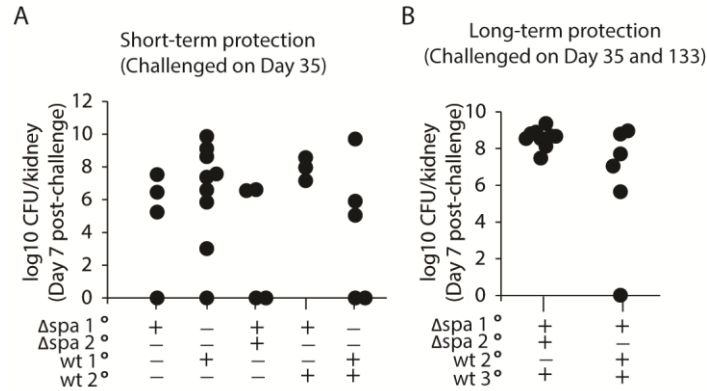 A
Short-term protection
(Challenged on Day 35)
log10 CFU/kidney
(Day 7 post-challenge)
12
10
8
6
4
2
0
Δspa 1° + – + + –
Δspa 2° – – + – –
wt 1° – + – – +
wt 2° – – – + +
B
Long-term protection
(Challenged on Day 35 and 133)
log10 CFU/kidney
(Day 7 post-challenge)
10
8
6
4
2
0
Δspa 1° + +
Δspa 2° + –
wt 2° – +
wt 3° + +